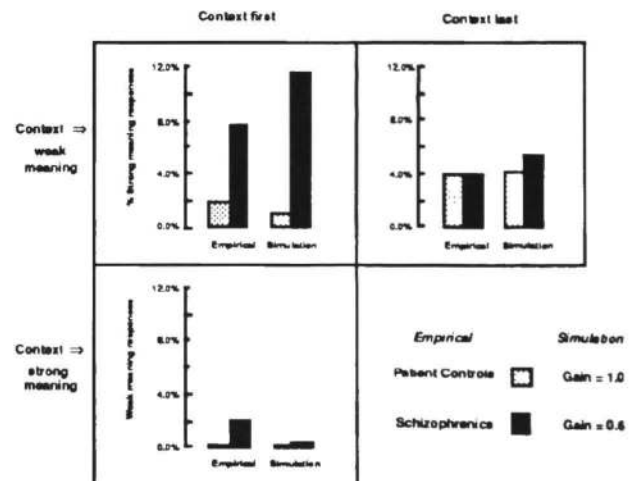 Context first
Context last
Context ⇒
weak
meaning
% Strong meaning responses
12.0%
8.0%
4.0%
0.0%
Empirical
Simulation
12.0%
8.0%
4.0%
0.0%
Empirical
Simulation
Context ⇒
strong
meaning
Weak meaning responses
12.0%
8.0%
4.0%
0.0%
Empirical
Simulation
Empirical
Simulation
Patient Controls
Gain = 1.0
Schizophrenics
Gain = 0.6